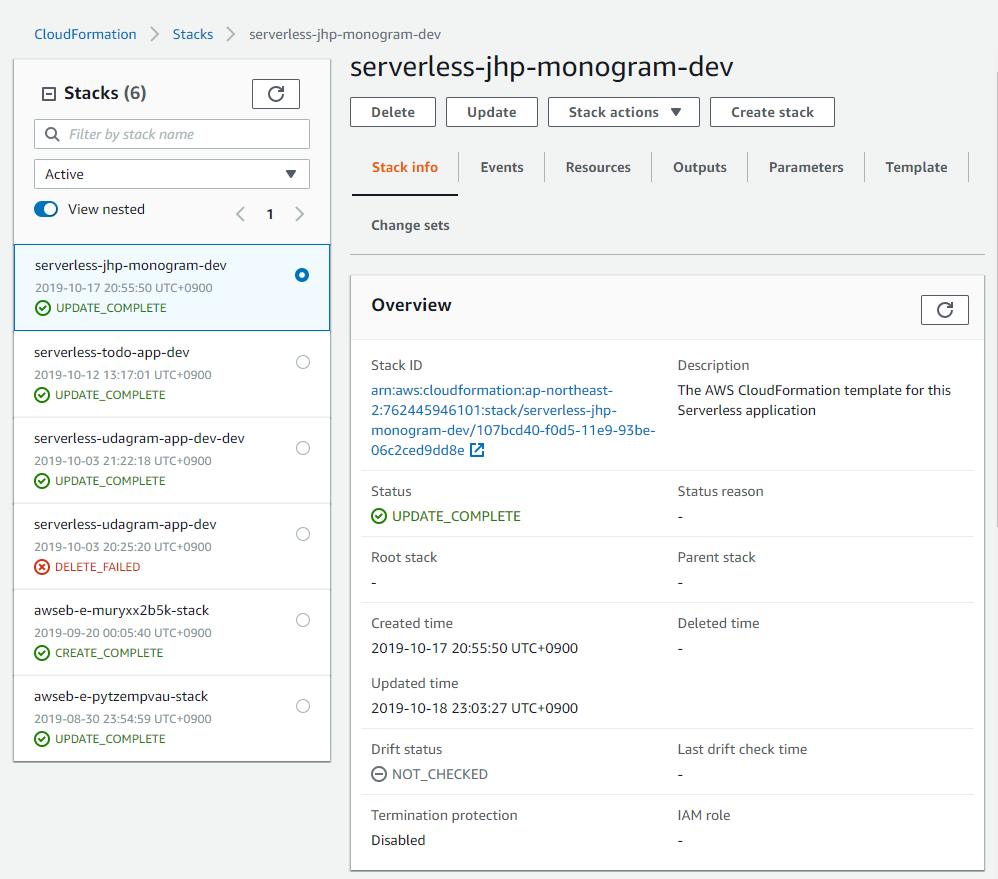 CloudFormation > Stacks > serverless-jhp-monogram-dev
Stacks (6)
Filter by stack name
Active
View nested
1
serverless-jhp-monogram-dev
2019-10-17 20:55:50 UTC+0900
UPDATE_COMPLETE
serverless-todo-app-dev
2019-10-12 13:17:01 UTC+0900
UPDATE_COMPLETE
serverless-udagram-app-dev-dev
2019-10-03 21:22:18 UTC+0900
UPDATE_COMPLETE
serverless-udagram-app-dev
2019-10-03 20:25:20 UTC+0900
DELETE_FAILED
awseb-e-muryxx2b5k-stack
2019-09-20 00:05:40 UTC+0900
CREATE_COMPLETE
awseb-e-pytzempvau-stack
2019-08-30 23:54:59 UTC+0900
UPDATE_COMPLETE
serverless-jhp-monogram-dev
Delete Update Stack actions Create stack
Stack info Events Resources Outputs Parameters Template
Change sets
Overview
Stack ID
arn:aws:cloudformation:ap-northeast-
2:762445946101:stack/serverless-jhp-
monogram-dev/107bcd40-f0d5-11e9-93be-
06c2ced9dd8e
Description
The AWS CloudFormation template for this
Serverless application
Status
UPDATE_COMPLETE
Status reason
-
Root stack
-
Parent stack
-
Created time
2019-10-17 20:55:50 UTC+0900
Deleted time
-
Updated time
2019-10-18 23:03:27 UTC+0900
Drift status
NOT_CHECKED
Last drift check time
-
Termination protection
Disabled
IAM role
-